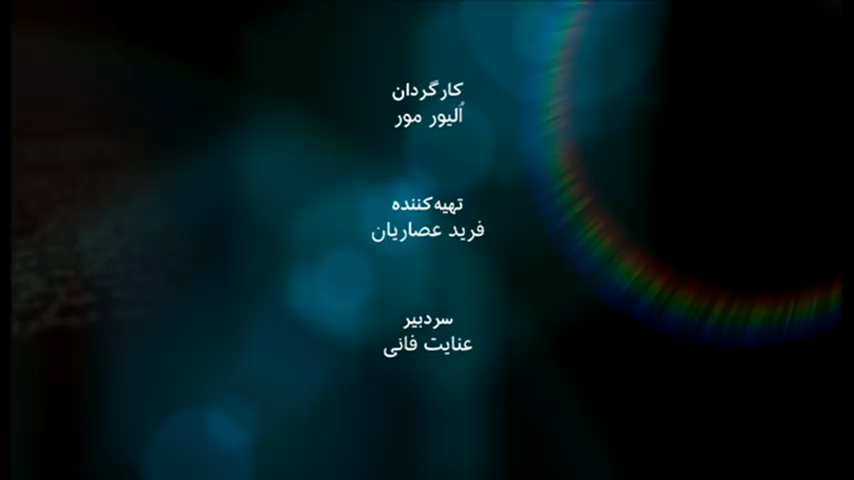 کارگردان
اُلیور مور
تهیه‌کننده
فرید عصاریان
سردبیر
عنایت فانی